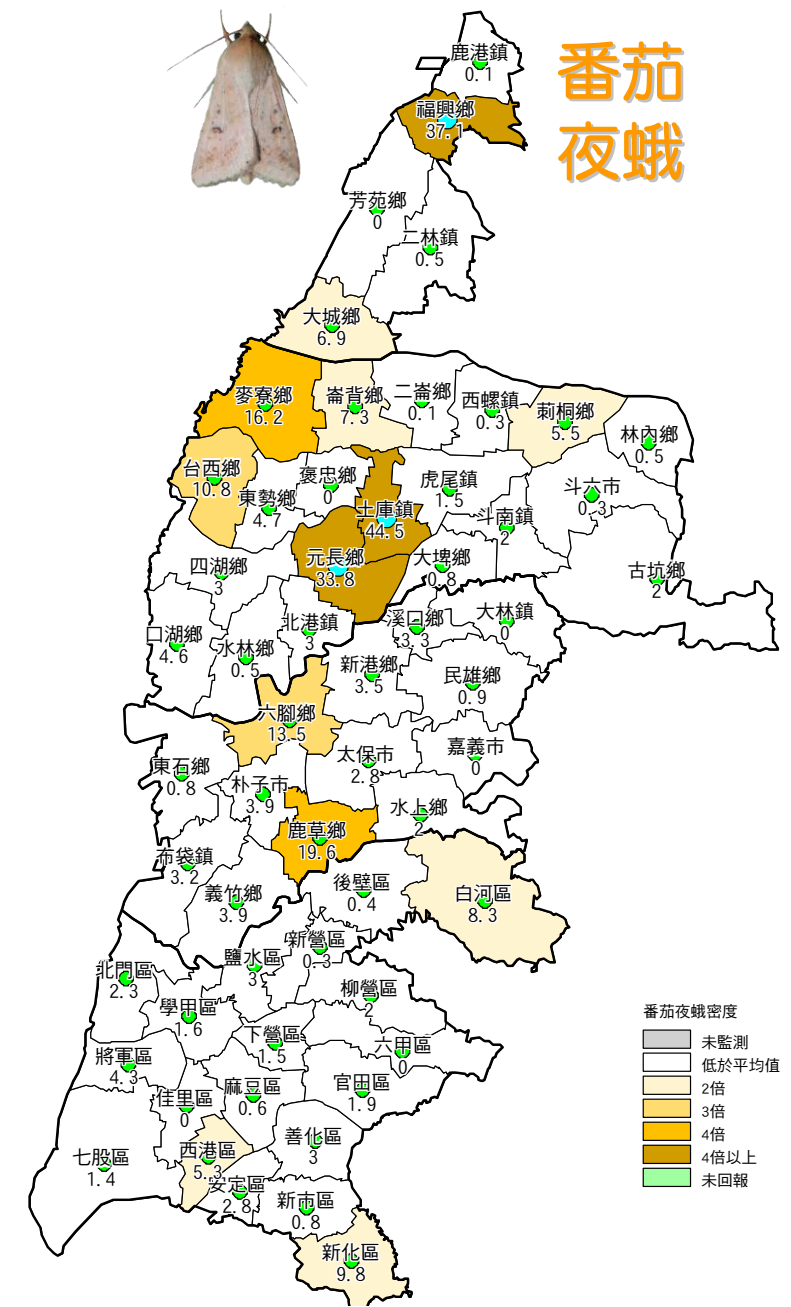 番茄
夜蛾
鹿港鎮
0.1
福興鄉
37.1
芳苑鄉
0
二林鎮
0.5
大城鄉
6.9
麥寮鄉
16.2
崙背鄉
7.3
二崙鄉
0.1
西螺鎮
0.3
莿桐鄉
5.5
林內鄉
0.5
台西鄉
10.8
東勢鄉
4.7
褒忠鄉
0
土庫鎮
44.5
虎尾鎮
1.5
斗南鎮
2
斗六市
0.3
四湖鄉
3
元長鄉
33.8
大埤鄉
0.8
古坑鄉
2
口湖鄉
4.6
水林鄉
0.5
北港鎮
3
溪口鄉
3.3
大林鎮
0
新港鄉
3.5
民雄鄉
0.9
六腳鄉
13.5
太保市
2.8
嘉義市
0
東石鄉
0.8
朴子市
3.9
鹿草鄉
19.6
水上鄉
2
布袋鎮
3.2
義竹鄉
3.9
後壁區
0.4
白河區
8.3
新營區
0.3
鹽水區
3
北門區
2.3
學甲區
1.6
柳營區
2
下營區
1.5
六甲區
0
將軍區
4.3
佳里區
0
麻豆區
0.6
官田區
1.9
七股區
1.4
西港區
5.3
善化區
3
安定區
2.8
新市區
0.8
新化區
9.8
番茄夜蛾密度
未監測
低於平均值
2倍
3倍
4倍
4倍以上
未回報